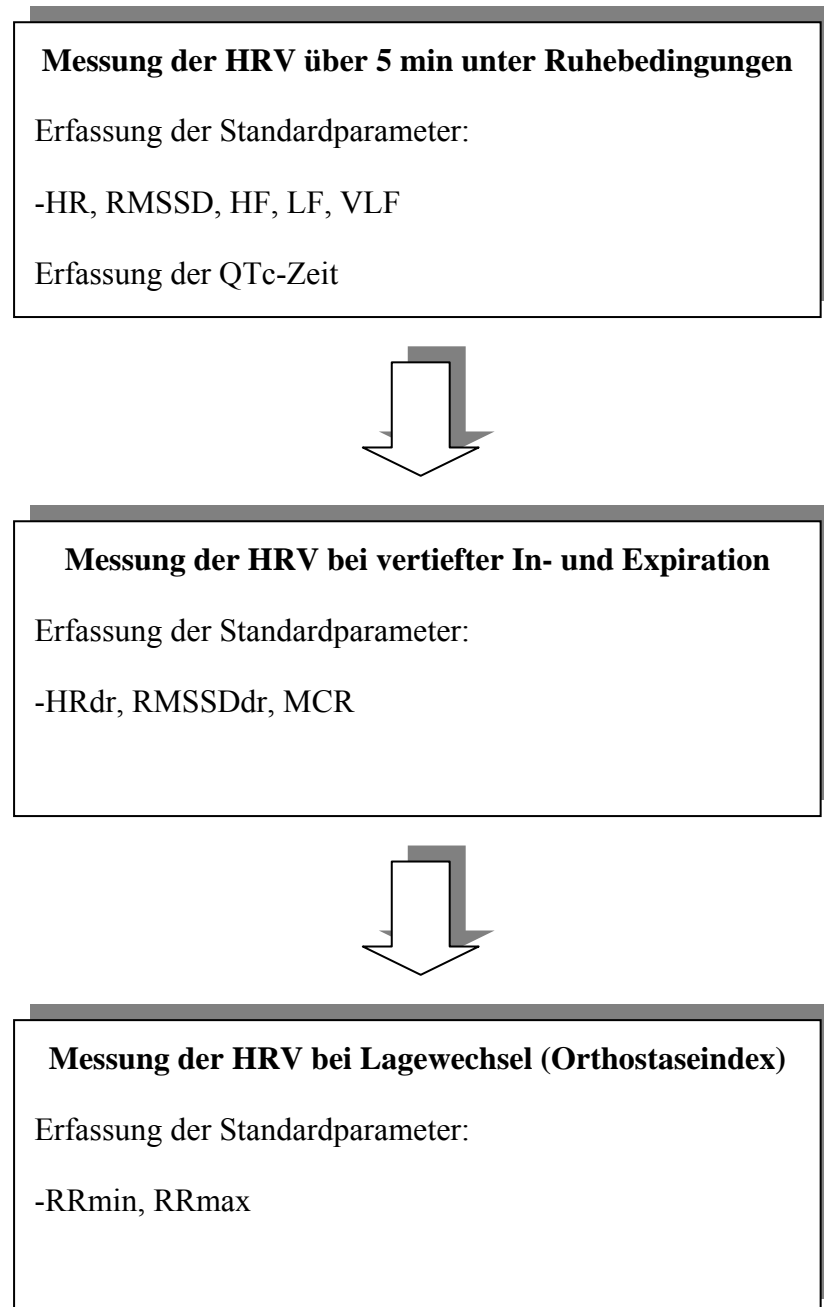 Messung der HRV über 5 min unter Ruhebedingungen
Erfassung der Standardparameter:
-HR, RMSSD, HF, LF, VLF
Erfassung der QTc-Zeit
Messung der HRV bei vertiefter In- und Expiration
Erfassung der Standardparameter:
-HRdr, RMSSDdr, MCR
Messung der HRV bei Lagewechsel (Orthostaseindex)
Erfassung der Standardparameter:
-RRmin, RRmax